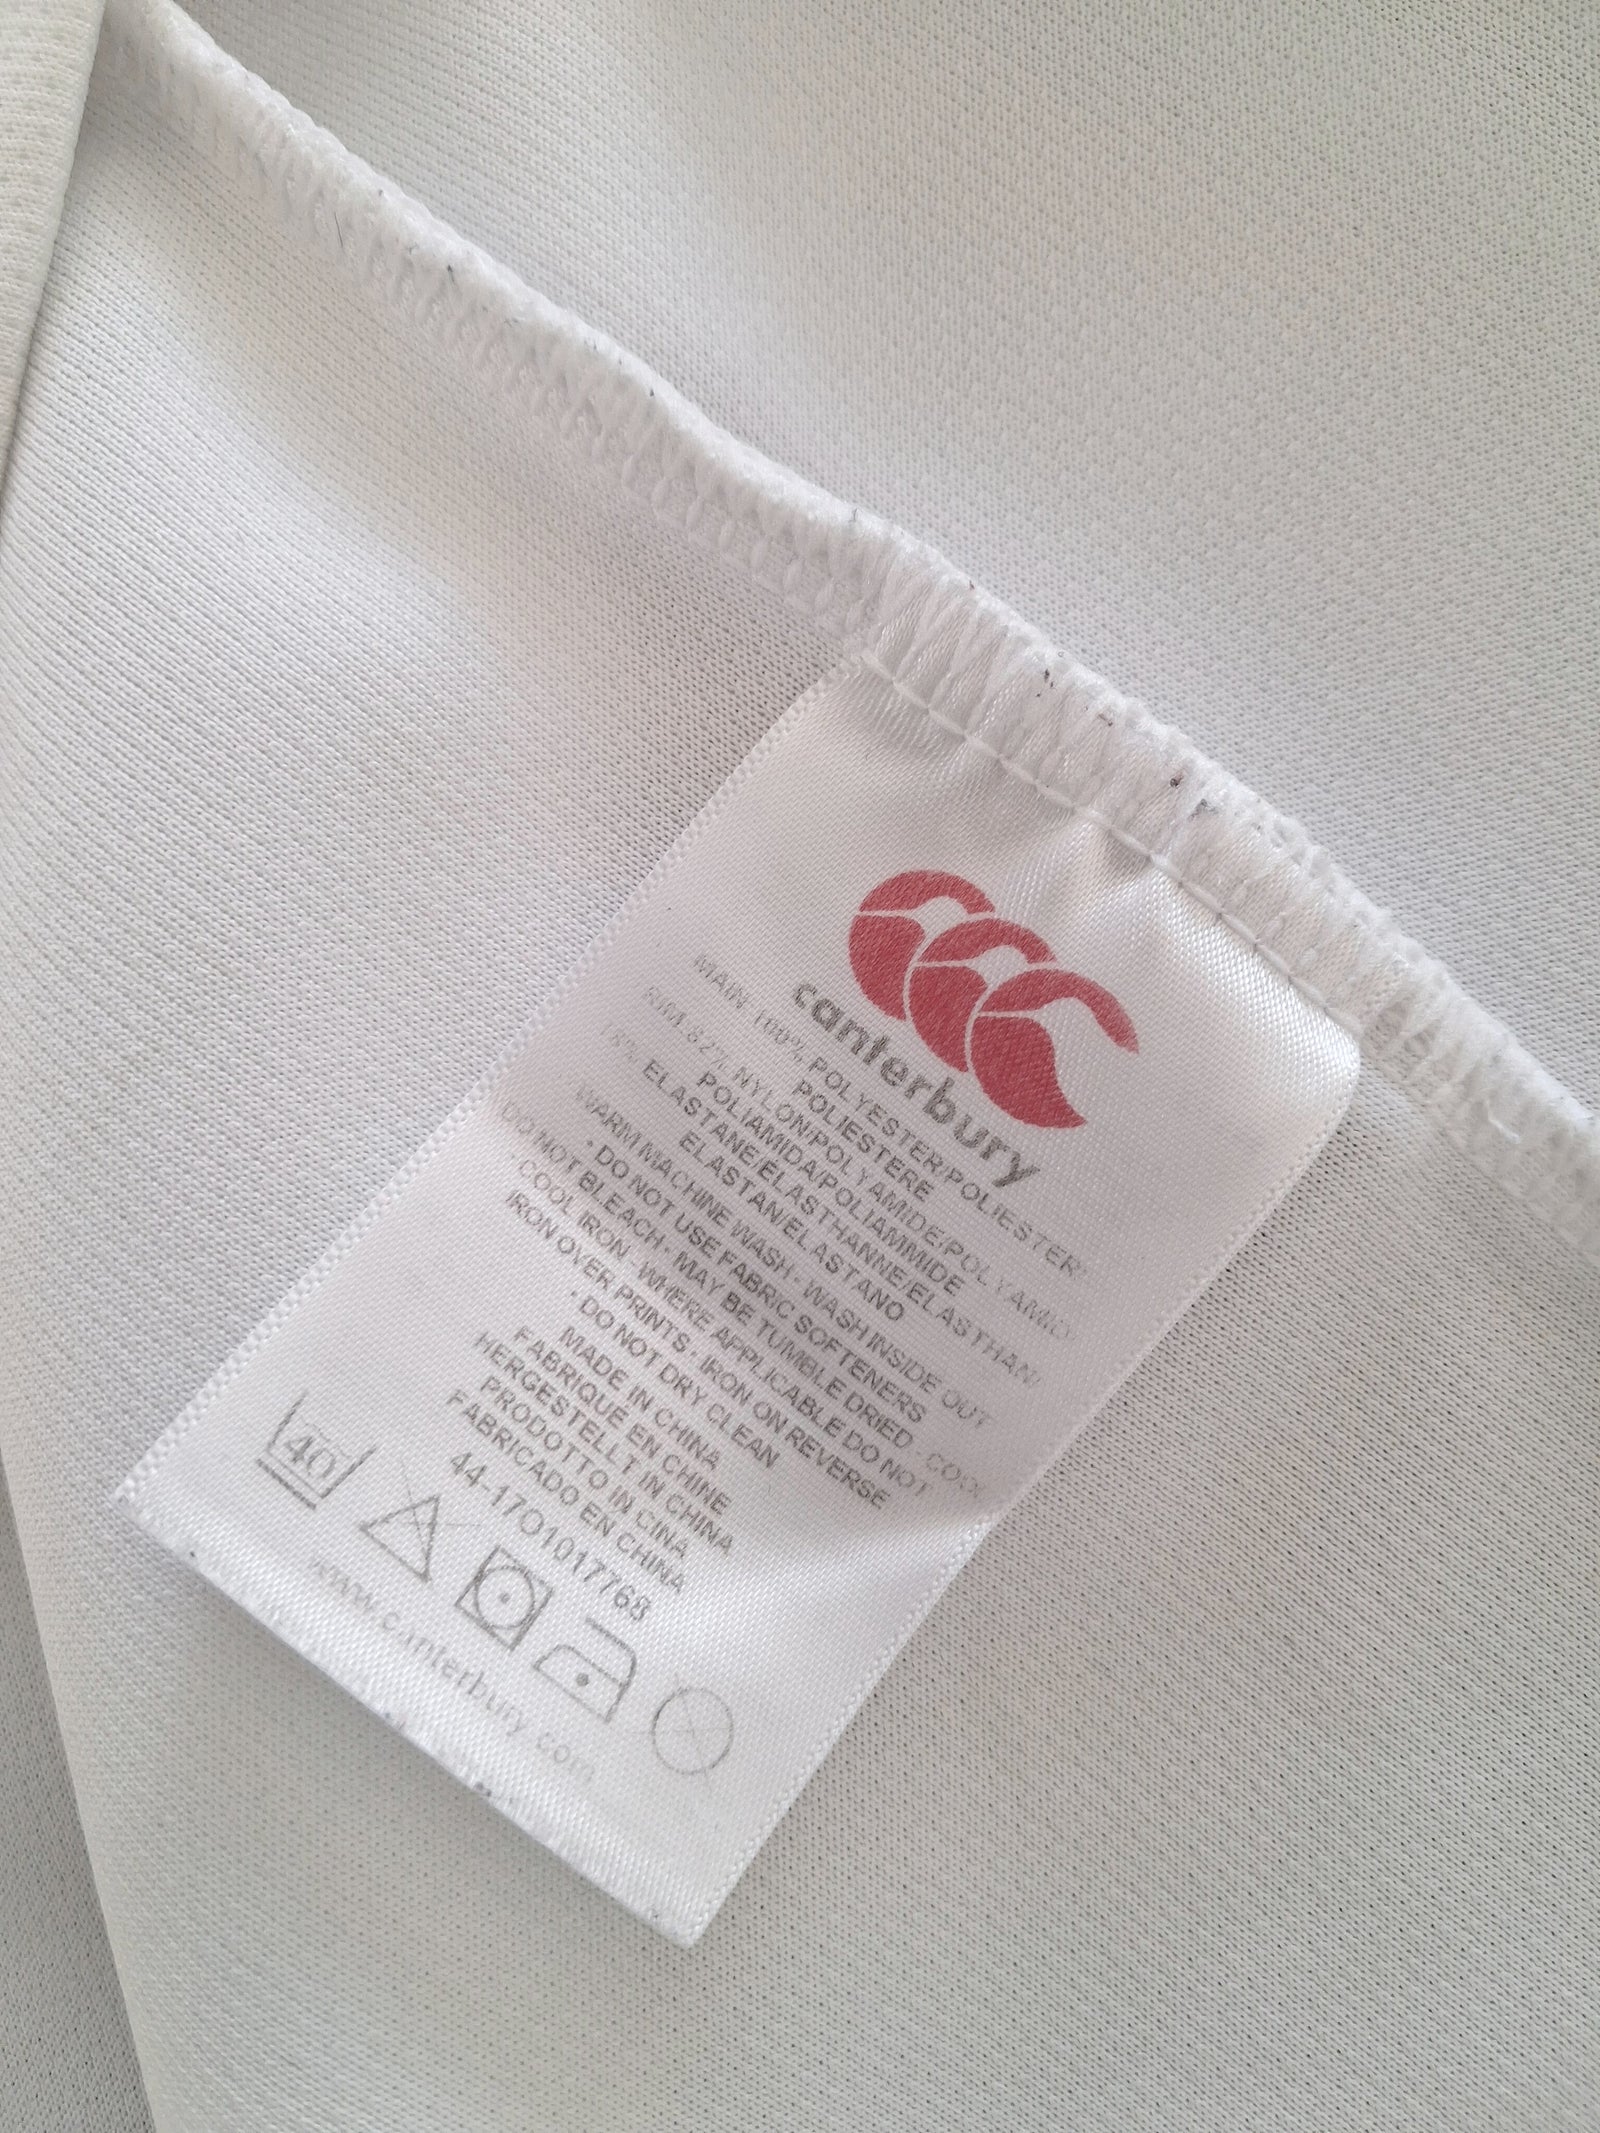 canterbury
MAIN 100% POLYESTER/POLIESTER/
POLIESTERE
82% NYLON/POLYAMIDE/POLYAMID/
POLIAMIDA/POLIAMMIDE
ELASTANE/ELASTHANNE/ELASTHAN/
ELASTAN/ELASTANO
WARM MACHINE WASH - WASH INSIDE OUT
· DO NOT USE FABRIC SOFTENERS
DO NOT BLEACH - MAY BE TUMBLE DRIED - COOL
COOL IRON - WHERE APPLICABLE DO NOT
IRON OVER PRINTS - IRON ON REVERSE
· DO NOT DRY CLEAN
MADE IN CHINA
FABRIQUE EN CHINE
HERGESTELLT IN CHINA
PRODOTTO IN CINA
FABRICADO EN CHINA
44-1701017768
40
www.canterbury.com